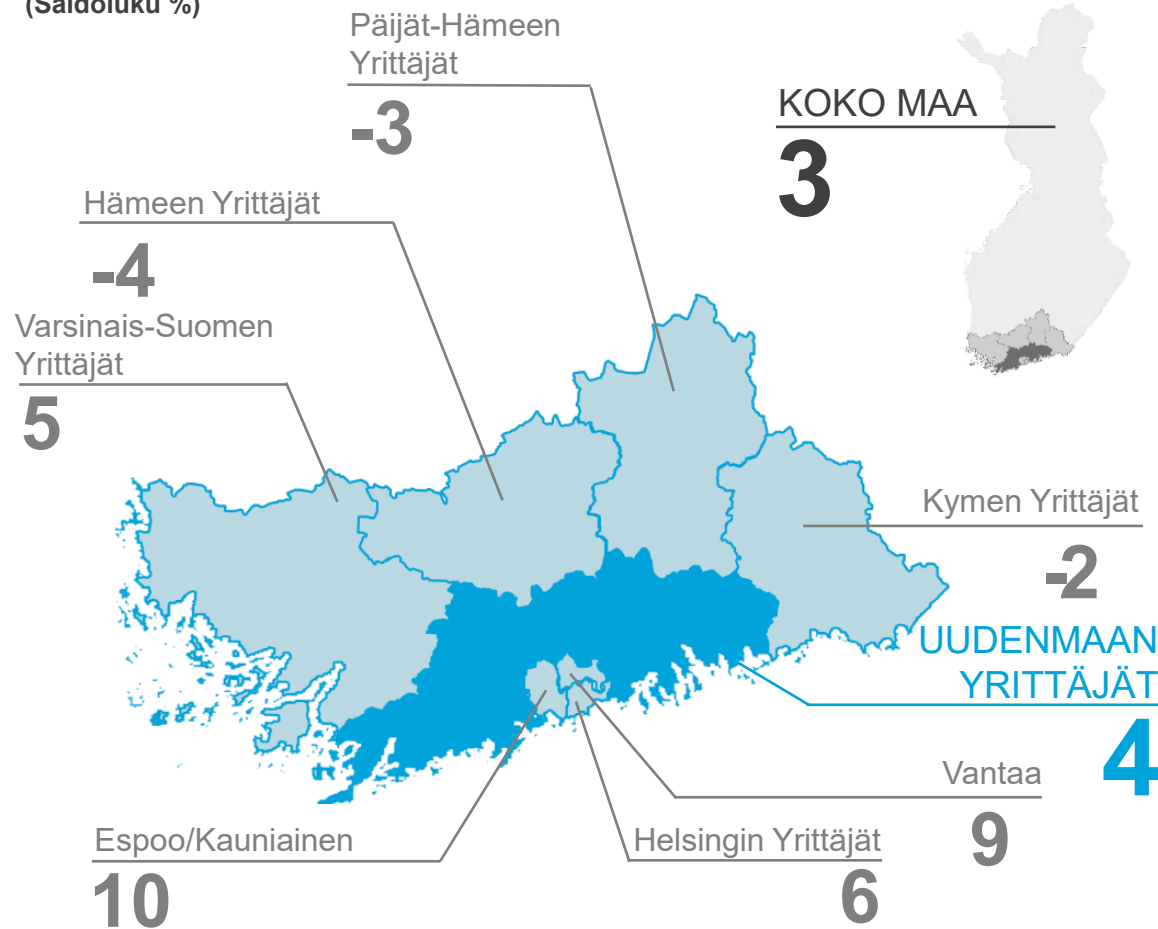 (Saldoluku %)
Päijät-Hämeen
Yrittäjät
-3
KOKO MAA
3
Hämeen Yrittäjät
-4
Varsinais-Suomen
Yrittäjät
5
Kymen Yrittäjät
-2
UUDENMAAN
YRITTÄJÄT
4
Vantaa
9
Espoo/Kauniainen
10
Helsingin Yrittäjät
6